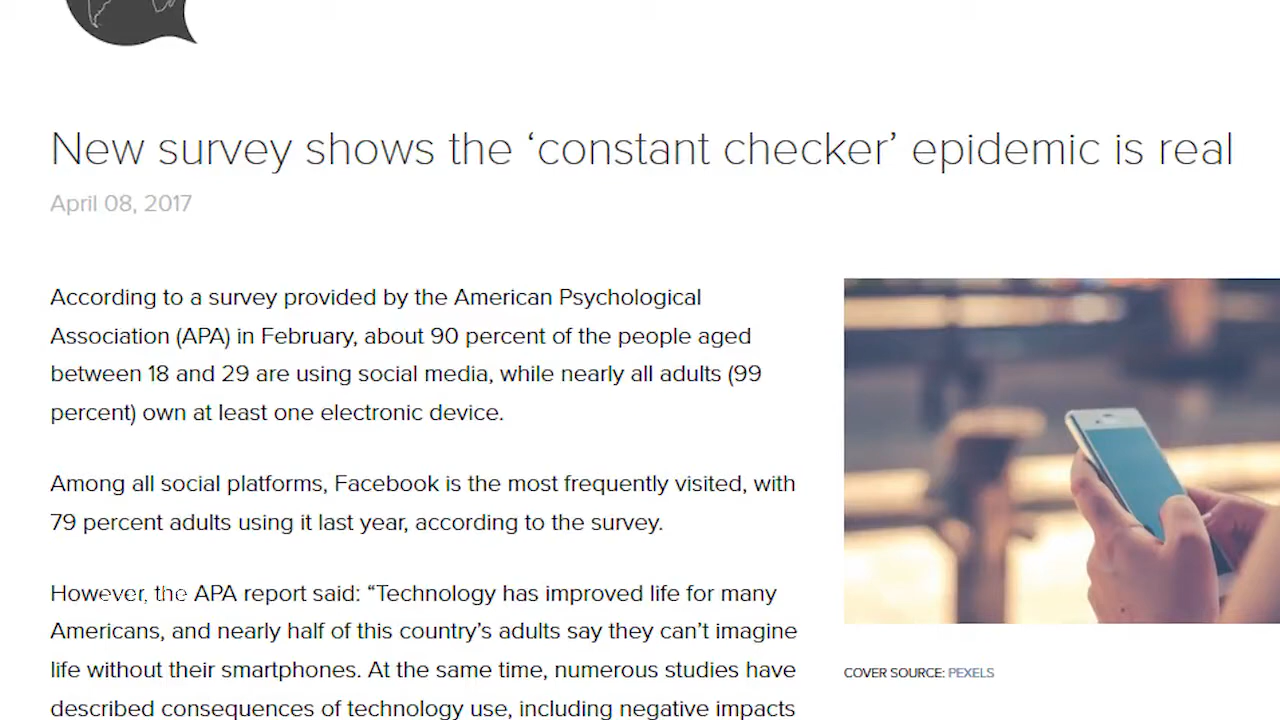 New survey shows the ‘constant checker’ epidemic is real
April 08, 2017
According to a survey provided by the American Psychological
Association (APA) in February, about 90 percent of the people aged
between 18 and 29 are using social media, while nearly all adults (99
percent) own at least one electronic device.
Among all social platforms, Facebook is the most frequently visited, with
79 percent adults using it last year, according to the survey.
However, the APA report said: “Technology has improved life for many
Americans, and nearly half of this country’s adults say they can’t imagine
life without their smartphones. At the same time, numerous studies have
described consequences of technology use, including negative impacts
COVER SOURCE: PEXELS